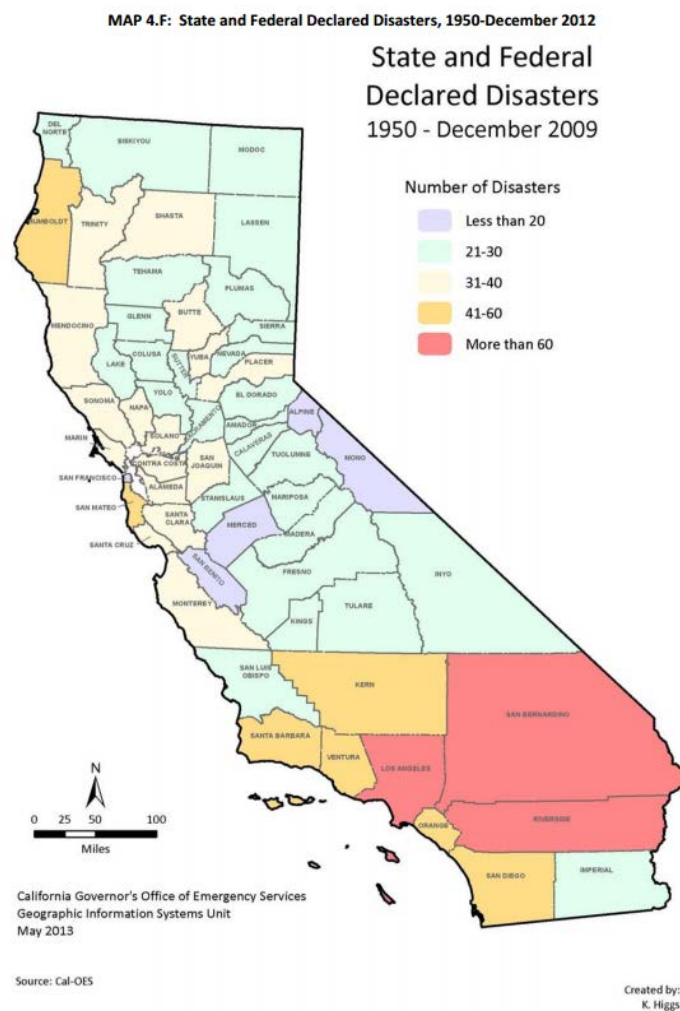 MAP 4.F: State and Federal Declared Disasters, 1950-December 2012
State and Federal
Declared Disasters
1950 - December 2009
Number of Disasters
Less than 20
21-30
31-40
41-60
More than 60
DEL
NORTE
SISKIYOU
MODOC
HUMBOLDT
TRINITY
SHASTA
LASSEN
TEHAMA
PLUMAS
MENDOCINO
GLENN
BUTTE
SIERRA
LAKE
COLUSA
SUTTER
YUBA
NEVADA
PLACER
SONOMA
NAPA
YOLO
EL DORADO
ALPINE
MARIN
SOLANO
SACRAMENTO
AMADOR
CALAVERAS
MONO
SAN FRANCISCO
CONTRA COSTA
SAN
JOAQUIN
TUOLUMNE
ALAMEDA
SAN MATEO
STANISLAUS
MARIPOSA
SANTA
CLARA
MERCED
SANTA CRUZ
MADERA
SAN BENITO
FRESNO
INYO
MONTEREY
KINGS
TULARE
SAN LUIS
OBISPO
KERN
SAN BERNARDINO
SANTA BARBARA
VENTURA
LOS ANGELES
ORANGE
RIVERSIDE
SAN DIEGO
IMPERIAL
N
0 25 50 100
Miles
California Governor's Office of Emergency Services
Geographic Information Systems Unit
May 2013
Source: Cal-OES
Created by:
K. Higgs